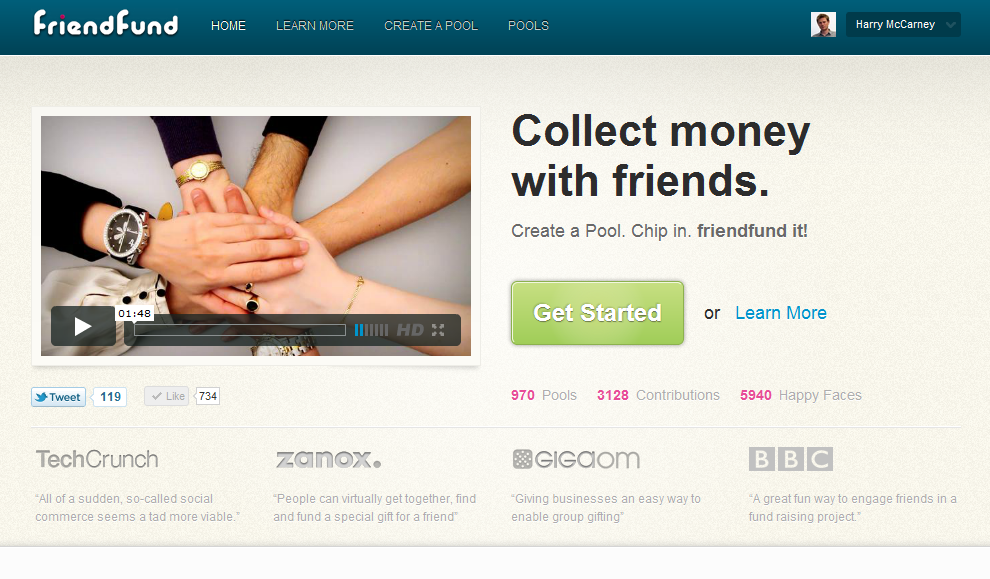 FriendFund HOME LEARN MORE CREATE A POOL POOLS Harry McCarney
Collect money
with friends.
Create a Pool. Chip in. friendfund it!
Get Started or Learn More
01:48
HD
Tweet 119 Like 734
970 Pools 3128 Contributions 5940 Happy Faces
TechCrunch
“All of a sudden, so-called social
commerce seems a tad more viable.”
zanox.
“People can virtually get together, find
and fund a special gift for a friend”
GIGAOM
“Giving businesses an easy way to
enable group gifting”
BBC
“A great fun way to engage friends in a
fund raising project.”